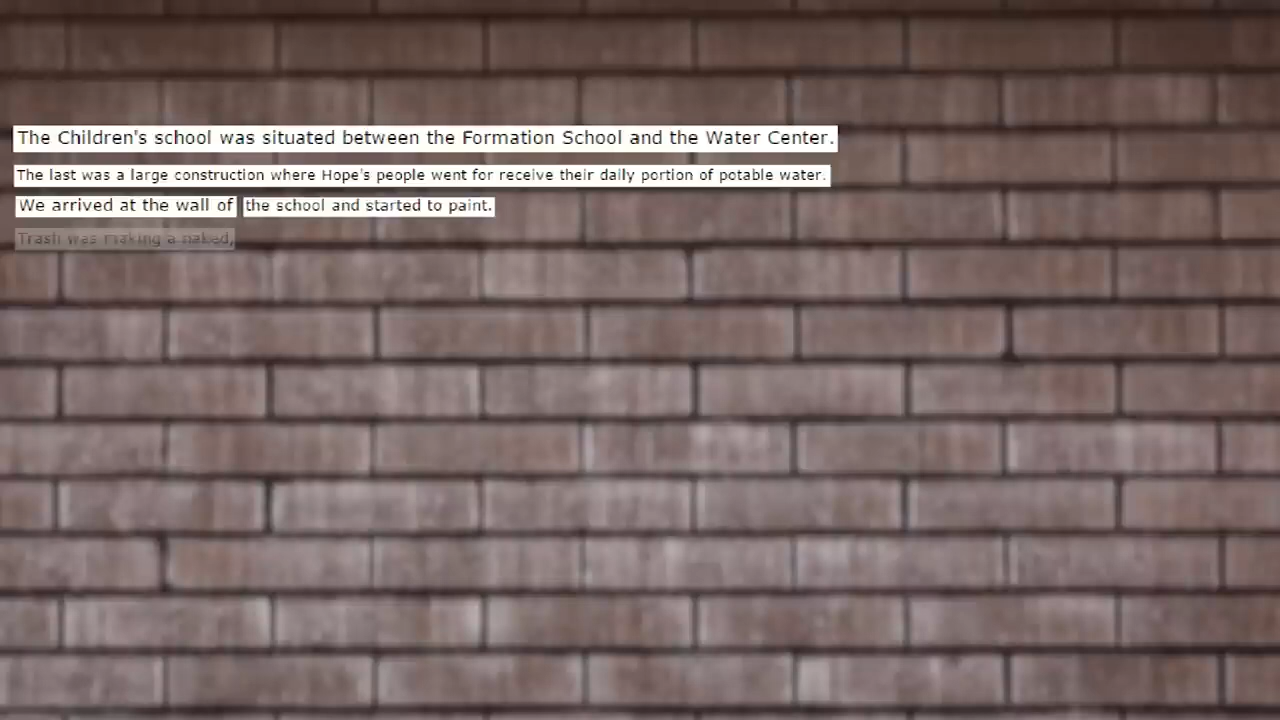 The Children's school was situated between the Formation School and the Water Center.
The last was a large construction where Hope's people went for receive their daily portion of potable water.
We arrived at the wall of the school and started to paint.
Trash was making a naked,